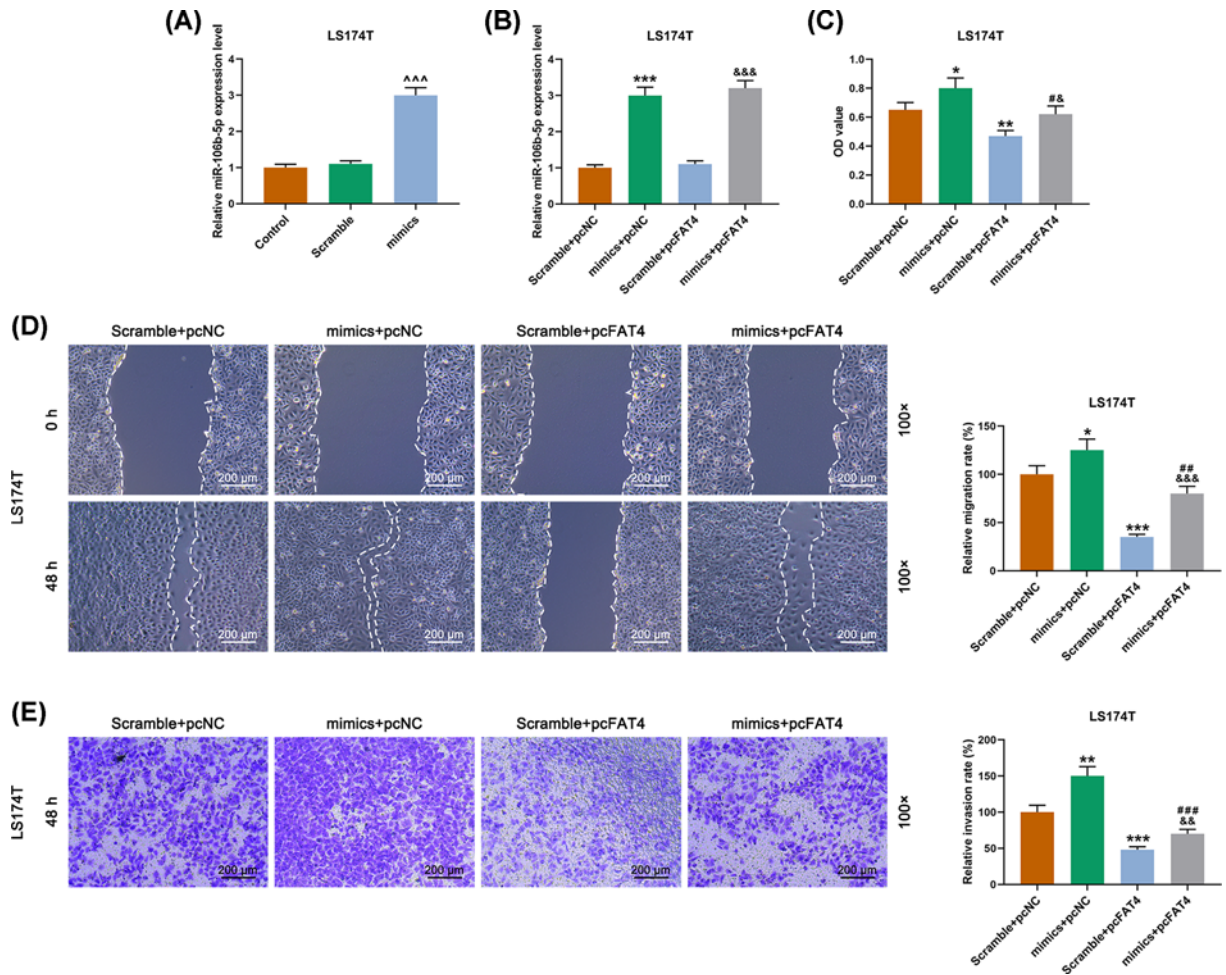 (A)
LS174T
Relative miR-106b-5p expression level
4
3
2
1
0
^^^
Control
Scramble
mimics
(B)
LS174T
Relative miR-106b-5p expression level
4
3
2
1
0
***
&&&
Scramble+pcNC
mimics+pcNC
Scramble+pcFAT4
mimics+pcFAT4
(C)
LS174T
OD value
1.0
0.8
0.6
0.4
0.2
0.0
*
**
#&
Scramble+pcNC
mimics+pcNC
Scramble+pcFAT4
mimics+pcFAT4
(D)
Scramble+pcNC
mimics+pcNC
Scramble+pcFAT4
mimics+pcFAT4
LS174T
0 h
200 µm
200 µm
200 µm
200 µm
100×
48 h
200 µm
200 µm
200 µm
200 µm
100×
LS174T
Relative migration rate (%)
150
100
50
0
*
***
##
&&&
Scramble+pcNC
mimics+pcNC
Scramble+pcFAT4
mimics+pcFAT4
(E)
Scramble+pcNC
mimics+pcNC
Scramble+pcFAT4
mimics+pcFAT4
LS174T
48 h
200 µm
200 µm
200 µm
200 µm
100×
LS174T
Relative invasion rate (%)
200
150
100
50
0
**
***
###
&&
Scramble+pcNC
mimics+pcNC
Scramble+pcFAT4
mimics+pcFAT4